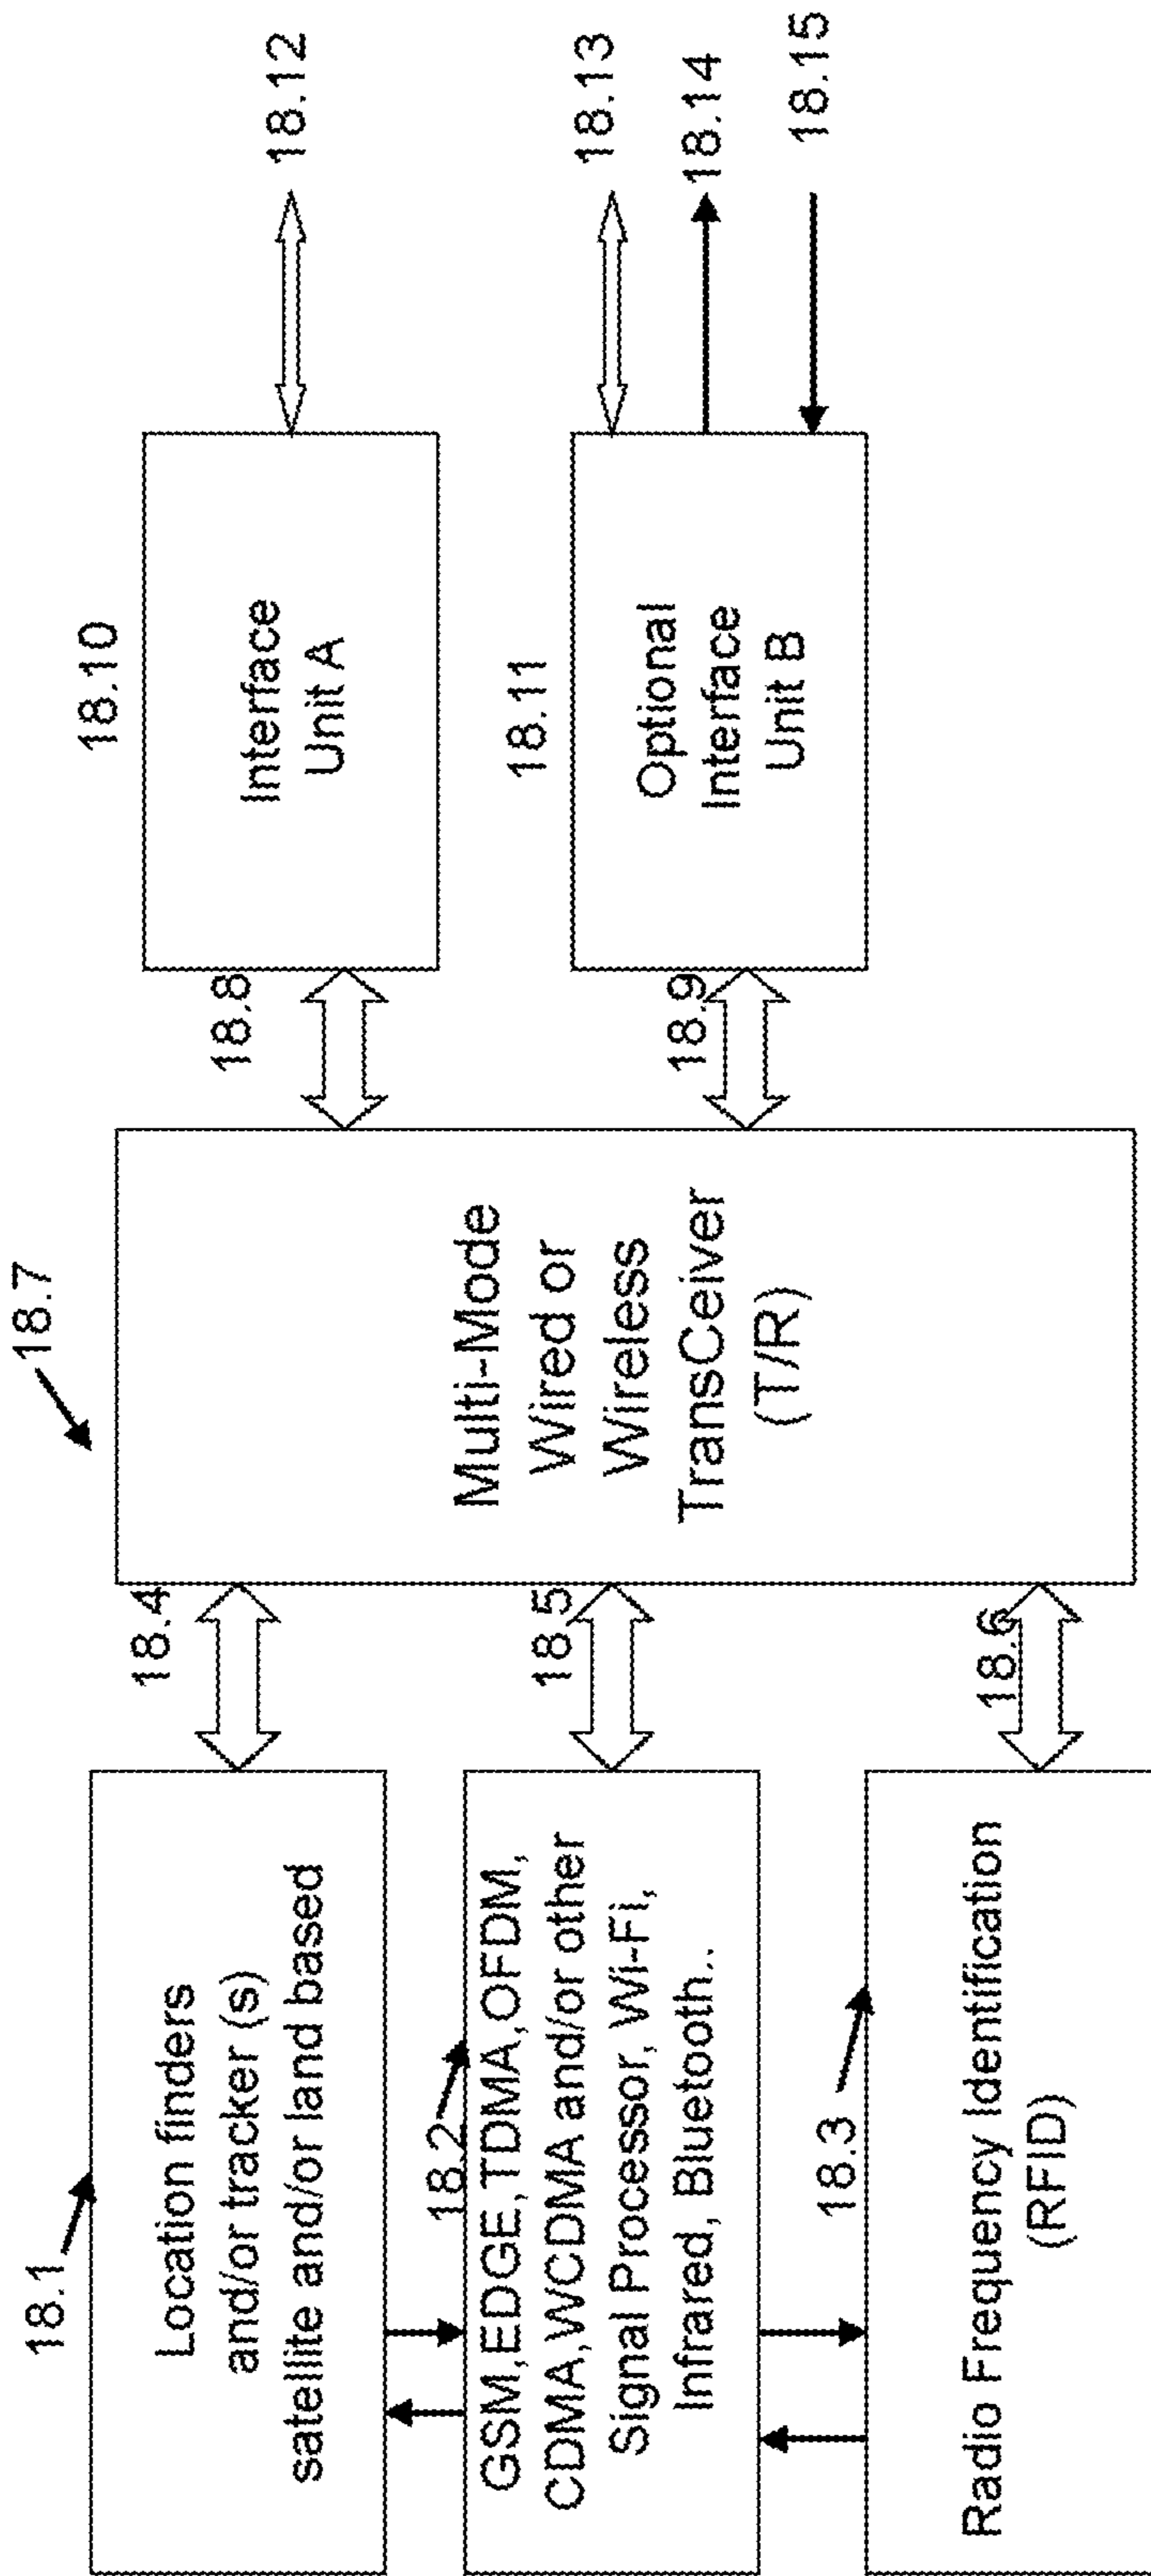 18.1
Location finders
and/or tracker (s)
satellite and/or land based
18.2
GSM,EDGE,TDMA,OFDM,
CDMA,WCDMA and/or other
Signal Processor, Wi-Fi,
Infrared, Bluetooth..
18.3
Radio Frequency Identification
(RFID)
18.4
18.5
18.6
18.7
Multi-Mode
Wired or
Wireless
TransCeiver
(T/R)
18.8
18.9
18.10
Interface
Unit A
18.11
Optional
Interface
Unit B
18.12
18.13
18.14
18.15